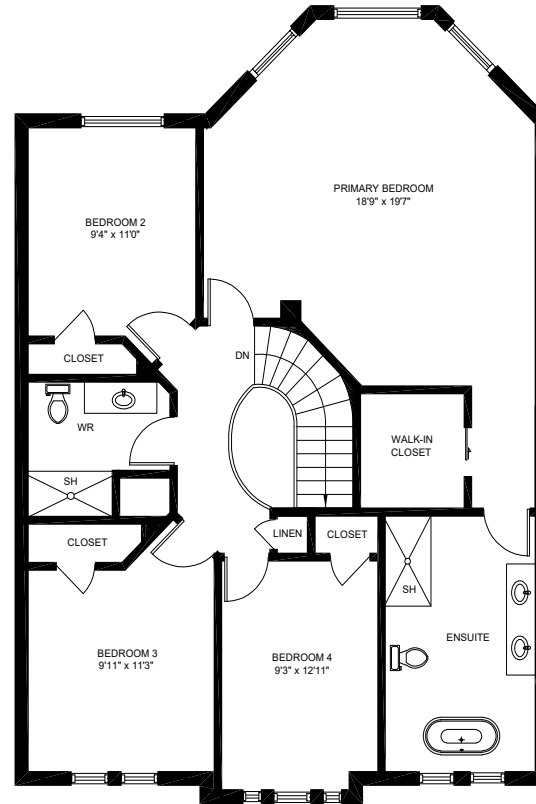 PRIMARY BEDROOM
18'9" x 19'7"
BEDROOM 2
9'4" x 11'0"
DN
CLOSET
WR
WALK-IN
CLOSET
SH
CLOSET
LINEN
CLOSET
SH
ENSUITE
BEDROOM 3
9'11" x 11'3"
BEDROOM 4
9'3" x 12'11"